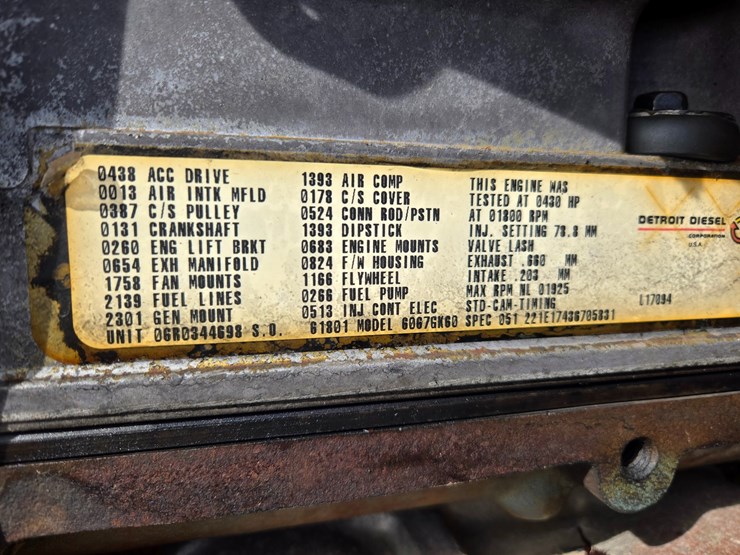 0438 ACC DRIVE
0013 AIR INTK MFLD
0387 C/S PULLEY
0131 CRANKSHAFT
0260 ENG LIFT BRKT
0654 EXH MANIFOLD
1758 FAN MOUNTS
2139 FUEL LINES
2301 GEN MOUNT
1393 AIR COMP
0178 C/S COVER
0524 CONN ROD/PSTN
1393 DIPSTICK
0683 ENGINE MOUNTS
0824 F/W HOUSING
1166 FLYWHEEL
0266 FUEL PUMP
0513 INJ CONT ELEC
THIS ENGINE WAS
TESTED AT 0430 HP
AT 01800 RPM
INJ. SETTING MM
VALVE LASH
EXHAUST .660 MM
INTAKE .203 MM
MAX RPM NL 01925
STD-CAM-TIMING
UNIT 06R0344693 S.O. 61801 MODEL 6067GK60 SPEC 051 221E17436705831
DETROIT DIESEL
CORPORATION
U.S.A.
L17094